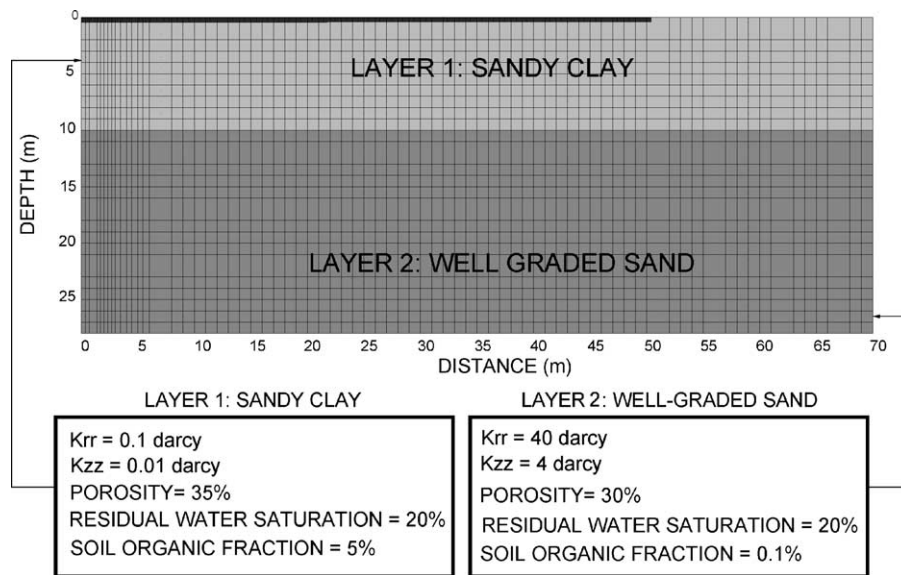 0
LAYER 1: SANDY CLAY
5
10
DEPTH (m)
15
20
LAYER 2: WELL GRADED SAND
25
0 5 10 15 20 25 30 35 40 45 50 55 60 65 70
DISTANCE (m)
LAYER 1: SANDY CLAY
Krr = 0.1 darcy
Kzz = 0.01 darcy
POROSITY= 35%
RESIDUAL WATER SATURATION = 20%
SOIL ORGANIC FRACTION = 5%
LAYER 2: WELL-GRADED SAND
Krr = 40 darcy
Kzz = 4 darcy
POROSITY= 30%
RESIDUAL WATER SATURATION = 20%
SOIL ORGANIC FRACTION = 0.1%